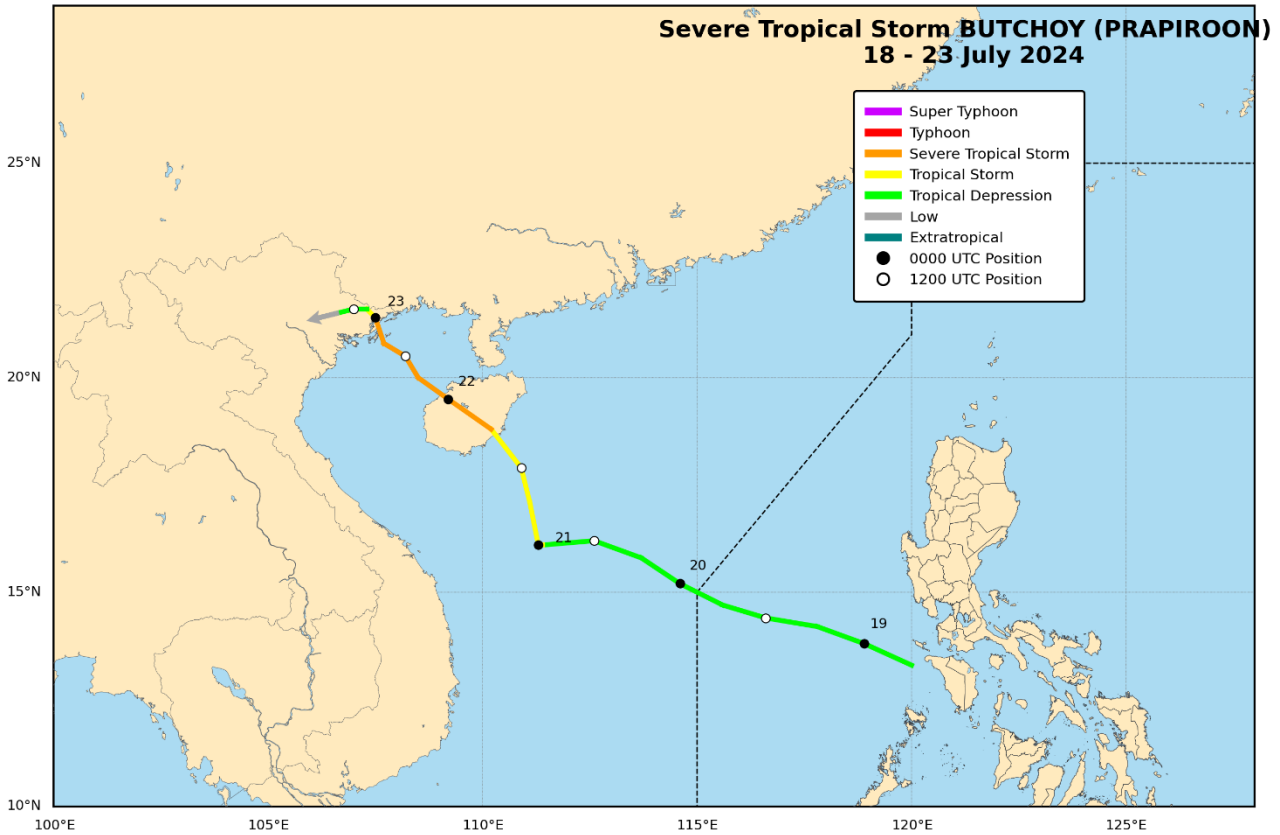 Severe Tropical Storm BUTCHOY (PRAPIROON)
18 - 23 July 2024
Super Typhoon
Typhoon
Severe Tropical Storm
Tropical Storm
Tropical Depression
Low
Extratropical
0000 UTC Position
1200 UTC Position
25°N
20°N
15°N
10°N
23
22
21
20
19
100°E
105°E
110°E
115°E
120°E
125°E